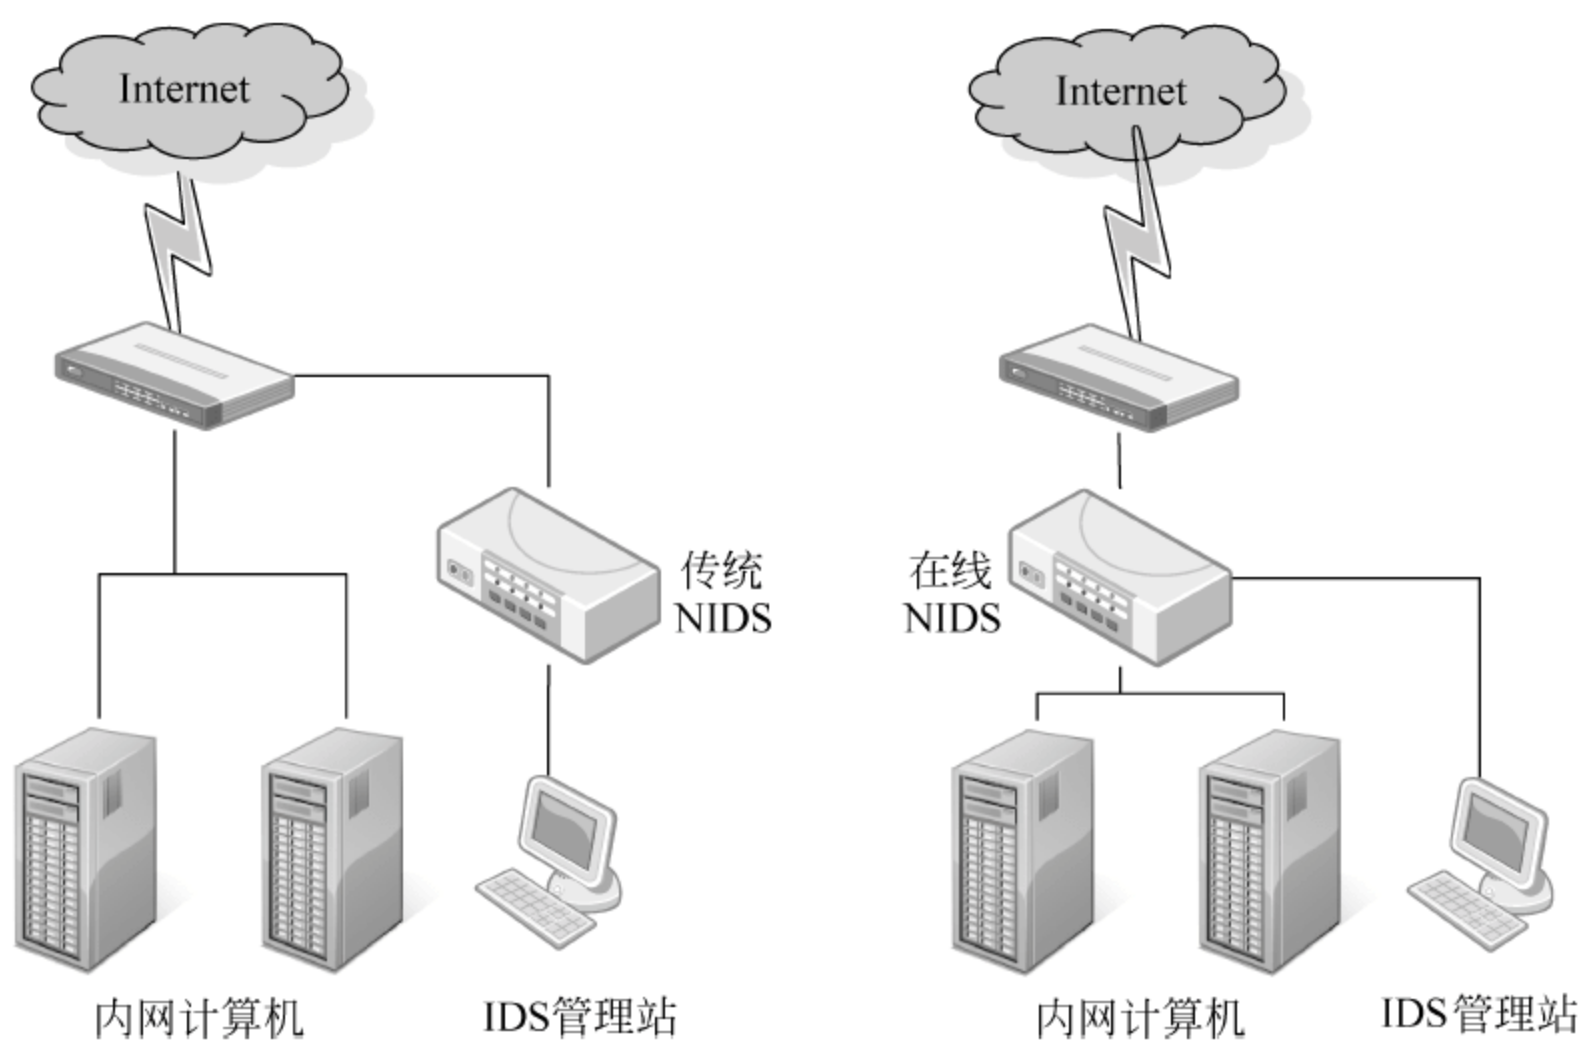 Internet
传统
NIDS
内网计算机
IDS管理站
Internet
在线
NIDS
内网计算机
IDS管理站